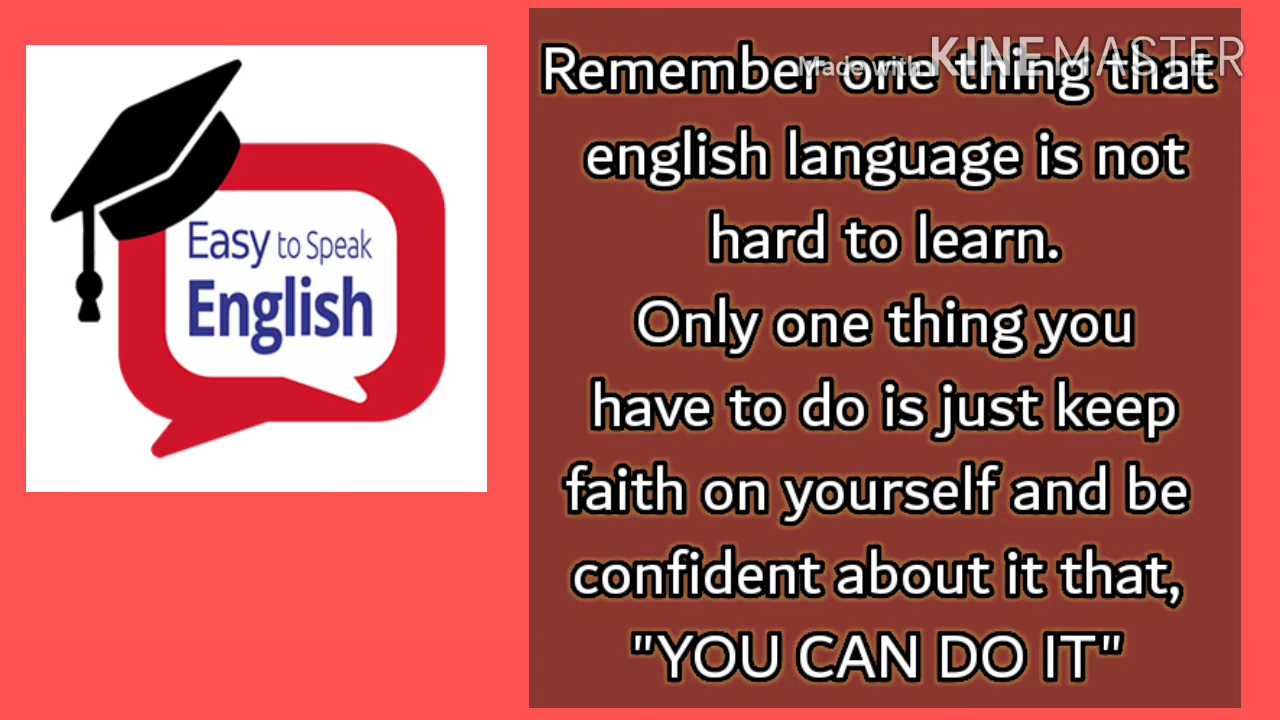 Easy to Speak
English
Made with KINEMASTER
Remember one thing that
english language is not
hard to learn.
Only one thing you
have to do is just keep
faith on yourself and be
confident about it that,
"YOU CAN DO IT"